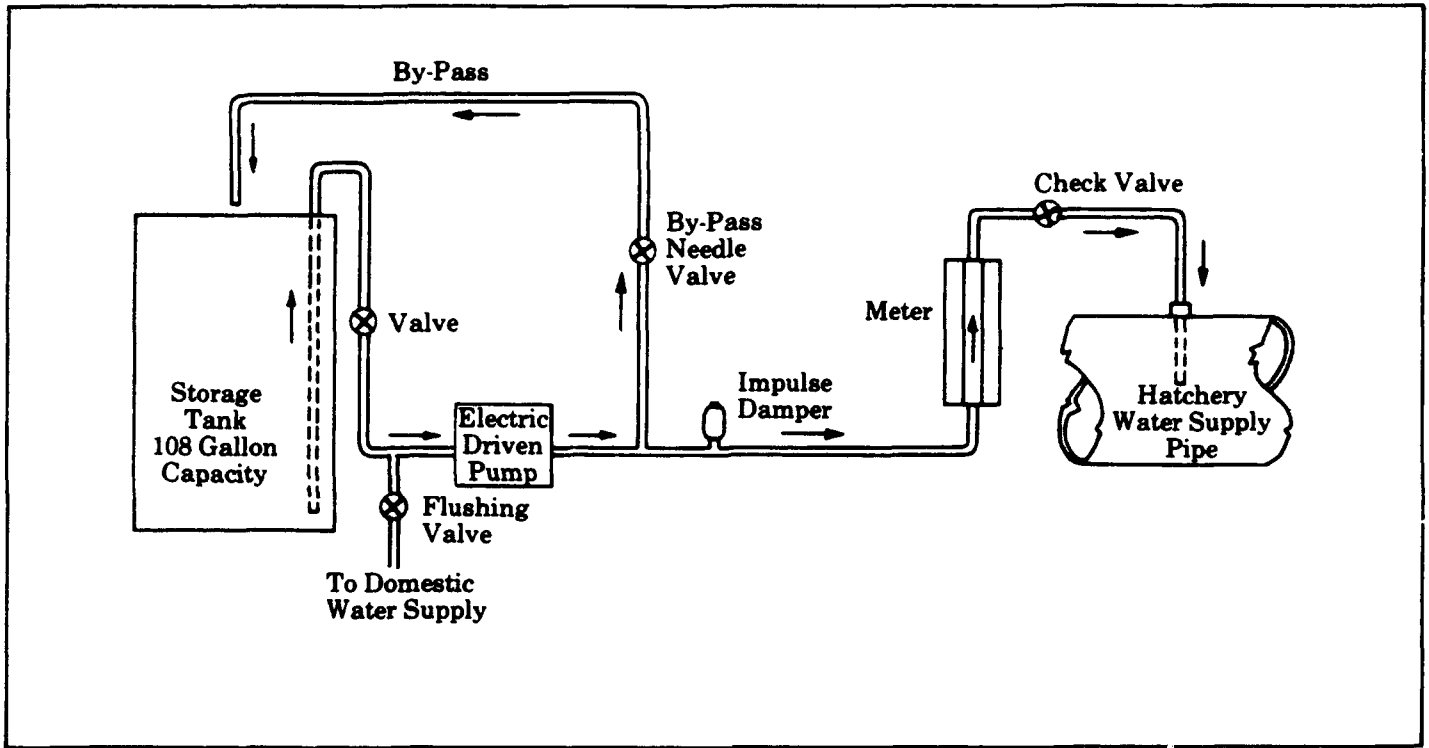 By-Pass
Check Valve
By-Pass
Needle
Valve
Meter
Valve
Impulse
Damper
Storage
Tank
108 Gallon
Capacity
Electric
Driven
Pump
Hatchery
Water Supply
Pipe
Flushing
Valve
To Domestic
Water Supply